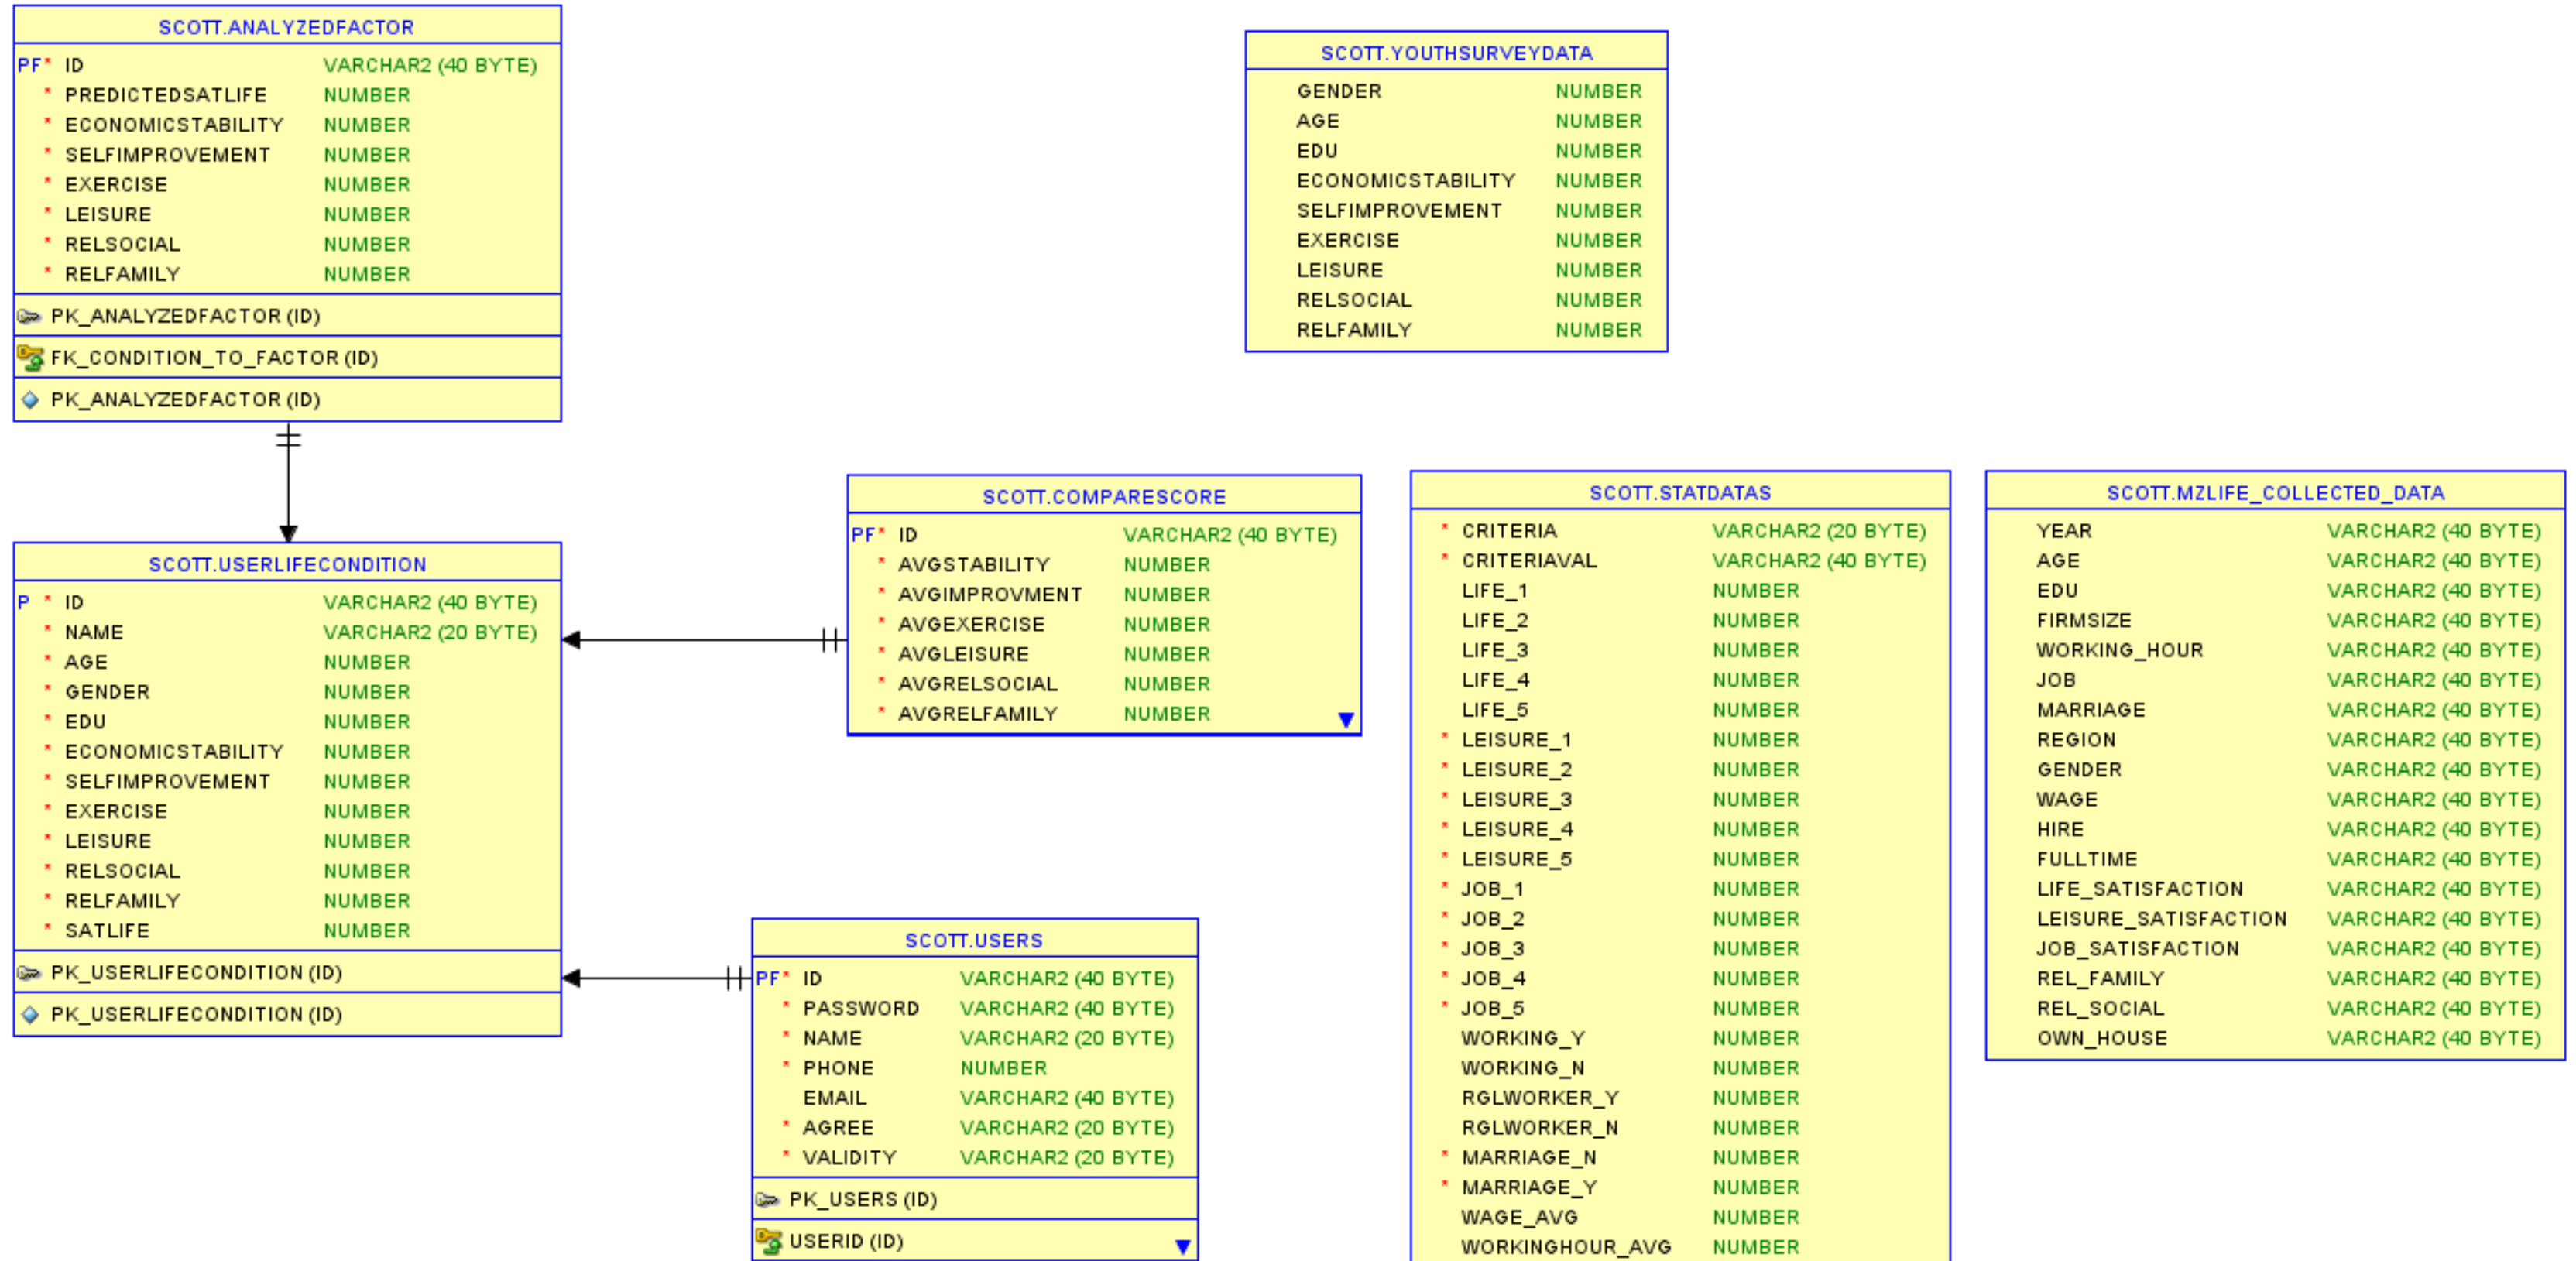 SCOTT.ANALYZEDFACTOR
PF* ID VARCHAR2 (40 BYTE)
* PREDICTEDSATLIFE NUMBER
* ECONOMICSTABILITY NUMBER
* SELFIMPROVEMENT NUMBER
* EXERCISE NUMBER
* LEISURE NUMBER
* RELSOCIAL NUMBER
* RELFAMILY NUMBER
PK_ANALYZEDFACTOR (ID)
FK_CONDITION_TO_FACTOR (ID)
PK_ANALYZEDFACTOR (ID)
SCOTT.YOUTHSURVEYDATA
GENDER NUMBER
AGE NUMBER
EDU NUMBER
ECONOMICSTABILITY NUMBER
SELFIMPROVEMENT NUMBER
EXERCISE NUMBER
LEISURE NUMBER
RELSOCIAL NUMBER
RELFAMILY NUMBER
SCOTT.USERLIFECONDITION
P * ID VARCHAR2 (40 BYTE)
* NAME VARCHAR2 (20 BYTE)
* AGE NUMBER
* GENDER NUMBER
* EDU NUMBER
* ECONOMICSTABILITY NUMBER
* SELFIMPROVEMENT NUMBER
* EXERCISE NUMBER
* LEISURE NUMBER
* RELSOCIAL NUMBER
* RELFAMILY NUMBER
* SATLIFE NUMBER
PK_USERLIFECONDITION (ID)
PK_USERLIFECONDITION (ID)
SCOTT.COMPARESCORE
PF* ID VARCHAR2 (40 BYTE)
* AVGSTABILITY NUMBER
* AVGIMPROVMENT NUMBER
* AVGEXERCISE NUMBER
* AVGLEISURE NUMBER
* AVGRELSOCIAL NUMBER
* AVGRELFAMILY NUMBER
SCOTT.USERS
PF* ID VARCHAR2 (40 BYTE)
* PASSWORD VARCHAR2 (40 BYTE)
* NAME VARCHAR2 (20 BYTE)
* PHONE NUMBER
EMAIL VARCHAR2 (40 BYTE)
* AGREE VARCHAR2 (20 BYTE)
* VALIDITY VARCHAR2 (20 BYTE)
PK_USERS (ID)
USERID (ID)
SCOTT.STATDATAS
* CRITERIA VARCHAR2 (20 BYTE)
* CRITERIAVAL VARCHAR2 (40 BYTE)
LIFE_1 NUMBER
LIFE_2 NUMBER
LIFE_3 NUMBER
LIFE_4 NUMBER
LIFE_5 NUMBER
* LEISURE_1 NUMBER
* LEISURE_2 NUMBER
* LEISURE_3 NUMBER
* LEISURE_4 NUMBER
* LEISURE_5 NUMBER
* JOB_1 NUMBER
* JOB_2 NUMBER
* JOB_3 NUMBER
* JOB_4 NUMBER
* JOB_5 NUMBER
WORKING_Y NUMBER
WORKING_N NUMBER
RGLWORKER_Y NUMBER
RGLWORKER_N NUMBER
* MARRIAGE_N NUMBER
* MARRIAGE_Y NUMBER
WAGE_AVG NUMBER
WORKINGHOUR_AVG NUMBER
SCOTT.MZLIFE_COLLECTED_DATA
YEAR VARCHAR2 (40 BYTE)
AGE VARCHAR2 (40 BYTE)
EDU VARCHAR2 (40 BYTE)
FIRMSIZE VARCHAR2 (40 BYTE)
WORKING_HOUR VARCHAR2 (40 BYTE)
JOB VARCHAR2 (40 BYTE)
MARRIAGE VARCHAR2 (40 BYTE)
REGION VARCHAR2 (40 BYTE)
GENDER VARCHAR2 (40 BYTE)
WAGE VARCHAR2 (40 BYTE)
HIRE VARCHAR2 (40 BYTE)
FULLTIME VARCHAR2 (40 BYTE)
LIFE_SATISFACTION VARCHAR2 (40 BYTE)
LEISURE_SATISFACTION VARCHAR2 (40 BYTE)
JOB_SATISFACTION VARCHAR2 (40 BYTE)
REL_FAMILY VARCHAR2 (40 BYTE)
REL_SOCIAL VARCHAR2 (40 BYTE)
OWN_HOUSE VARCHAR2 (40 BYTE)